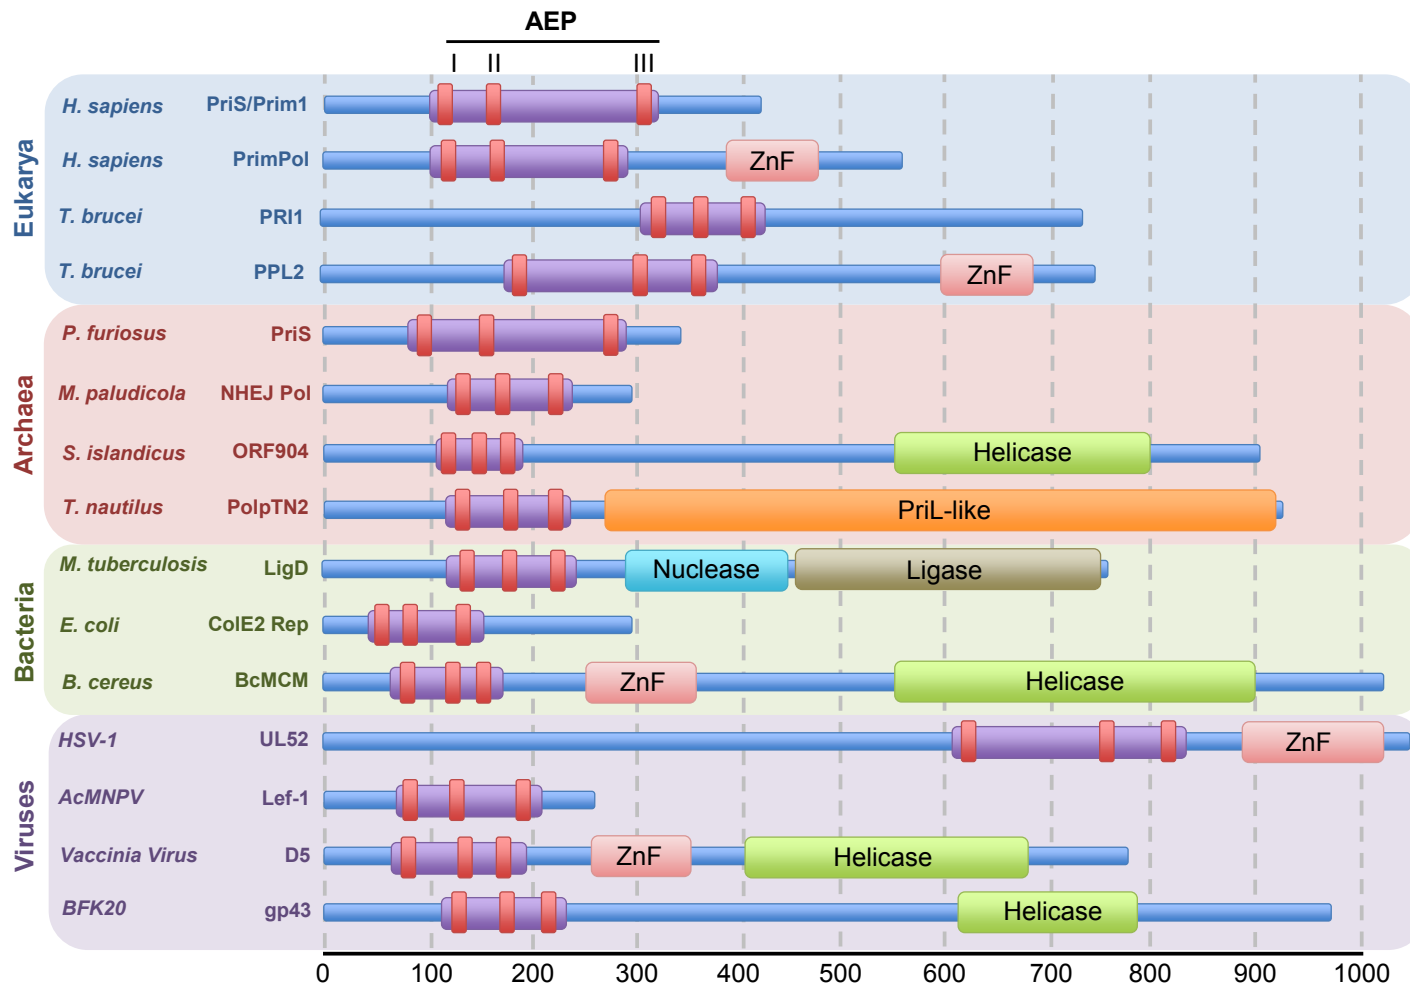 AEP
I II III
Eukarya
H. sapiens PriS/Prim1
H. sapiens PrimPol ZnF
T. brucei PRI1
T. brucei PPL2 ZnF
Archaea
P. furiosus PriS
M. paludicola NHEJ Pol
S. islandicus ORF904 Helicase
T. nautilus PolpTN2 PriL-like
Bacteria
M. tuberculosis LigD Nuclease Ligase
E. coli ColE2 Rep
B. cereus BcMCM ZnF Helicase
Viruses
HSV-1 UL52 ZnF
AcMNPV Lef-1
Vaccinia Virus D5 ZnF Helicase
BFK20 gp43 Helicase
0 100 200 300 400 500 600 700 800 900 1000